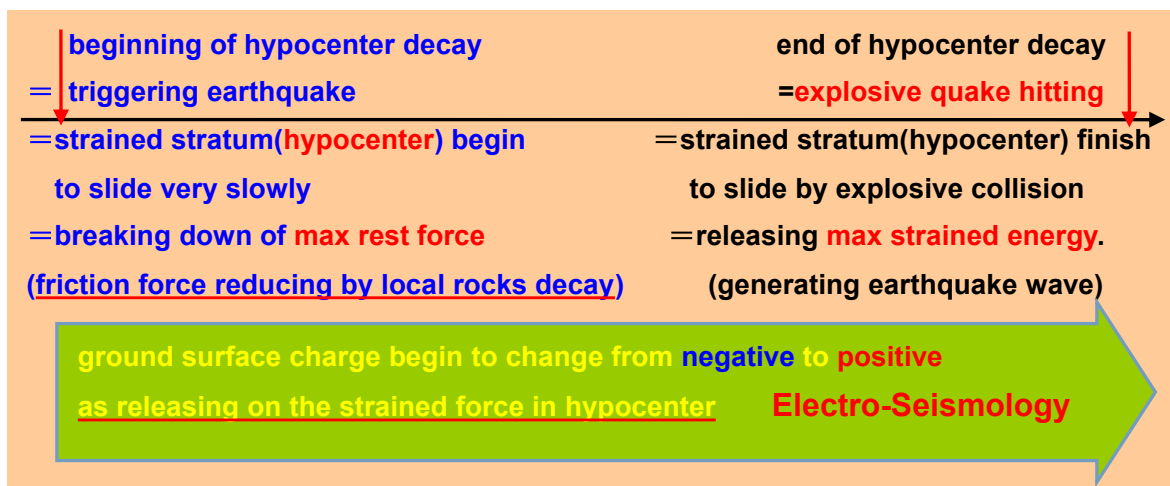 beginning of hypocenter decay
＝ triggering earthquake
＝strained stratum(hypocenter) begin
to slide very slowly
＝breaking down of max rest force
(friction force reducing by local rocks decay)
end of hypocenter decay
=explosive quake hitting
＝strained stratum(hypocenter) finish
to slide by explosive collision
＝releasing max strained energy.
(generating earthquake wave)
ground surface charge begin to change from negative to positive
as releasing on the strained force in hypocenter Electro-Seismology